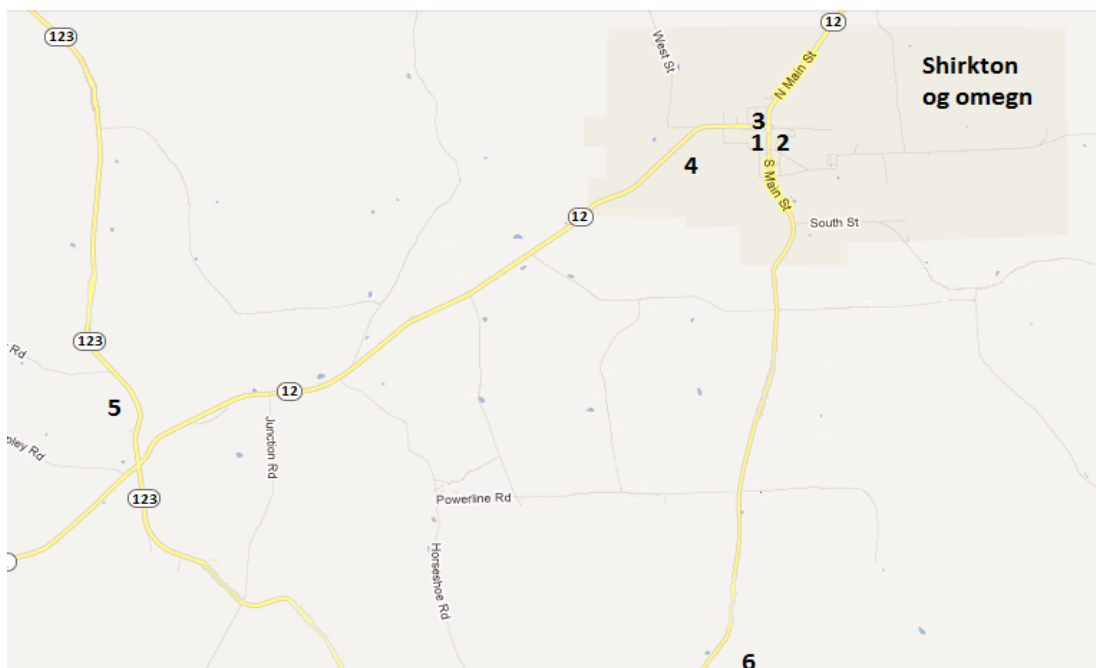 123
12
West St
N Main St
Shirkton
og omegn
3
1 2
4
S Main St
12
South St
123
Rd
12
5
Junction Rd
Rd
123
Powerline Rd
Horseshoe Rd
6